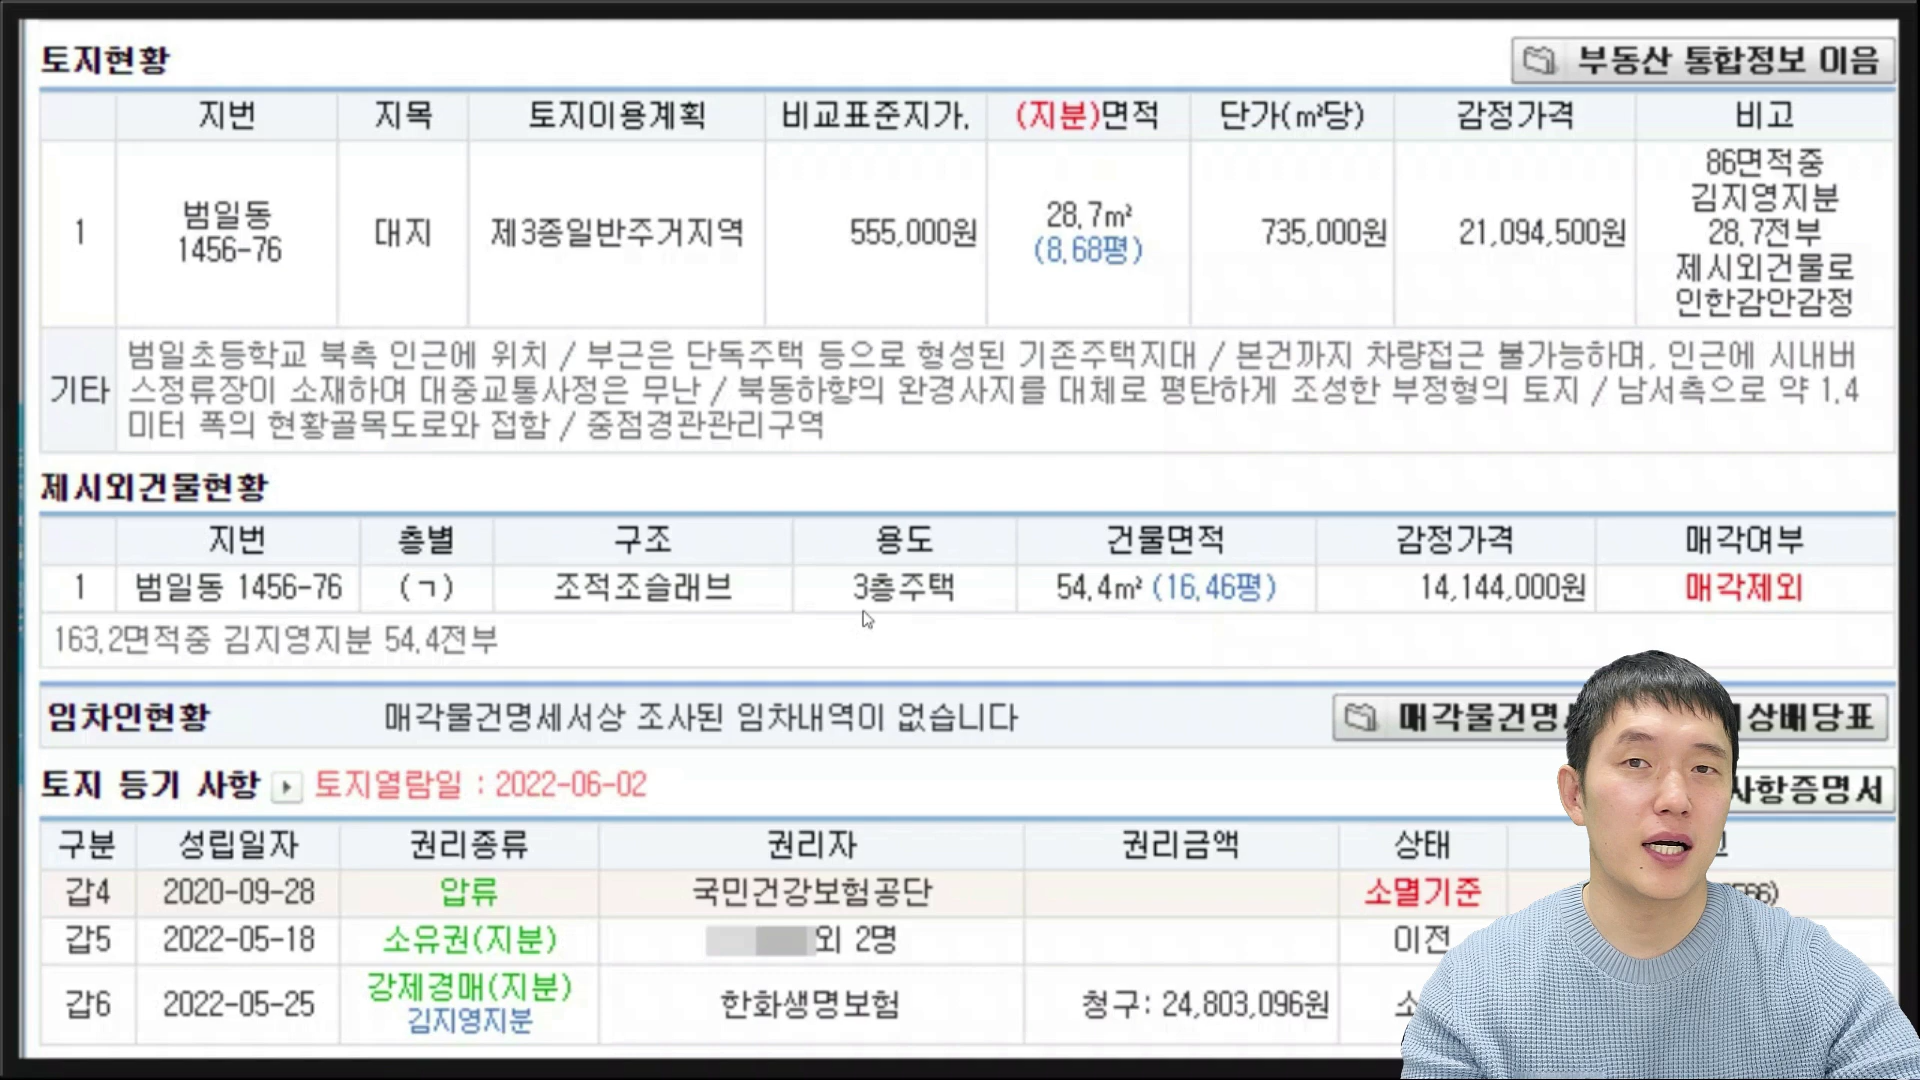 토지현황
부동산 통합정보 이음
지번 지목 토지이용계획 비교표준지가. (지분)면적 단가(㎡당) 감정가격 비고
1 범일동 1456-76 대지 제3종일반주거지역 555,000원 28.7㎡ (8.68평) 735,000원 21,094,500원 86면적중 김지영지분 28.7전부 제시외건물로 인한감안감정
기타 범일초등학교 북측 인근에 위치 / 부근은 단독주택 등으로 형성된 기존주택지대 / 본건까지 차량접근 불가능하며, 인근에 시내버
스정류장이 소재하여 대중교통사정은 무난 / 북동하향의 완경사지를 대체로 평탄하게 조성한 부정형의 토지 / 남서측으로 약 1.4
미터 폭의 현황골목도로와 접함 / 중점경관관리구역
제시외건물현황
지번 층별 구조 용도 건물면적 감정가격 매각여부
1 범일동 1456-76 (ㄱ) 조적조슬래브 3층주택 54.4㎡ (16.46평) 14,144,000원 매각제외
163.2면적중 김지영지분 54.4전부
임차인현황 매각물건명세서상 조사된 임차내역이 없습니다 매각물건명 상배당표
토지 등기 사항 토지열람일 : 2022-06-02 사항증명서
구분 성립일자 권리종류 권리자 권리금액 상태
갑4 2020-09-28 압류 국민건강보험공단 소멸기준
갑5 2022-05-18 소유권(지분) 외 2명 이전
갑6 2022-05-25 강제경매(지분) 김지영지분 한화생명보험 청구: 24,803,096원 소